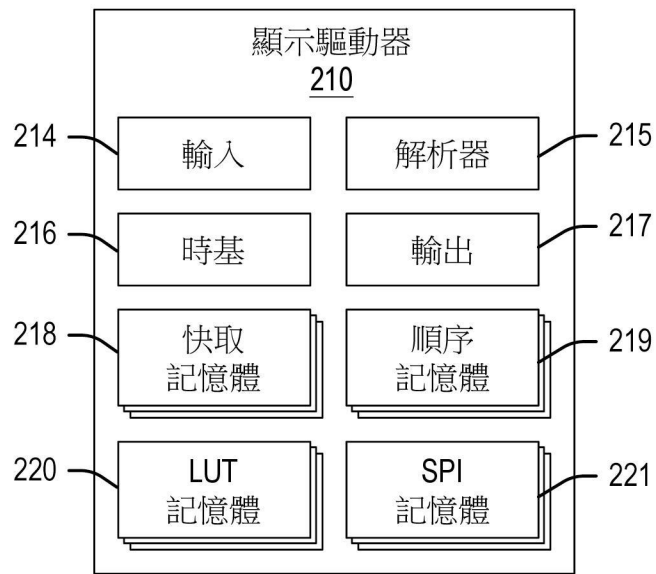 顯示驅動器
210
214
輸入
解析器
215
216
時基
輸出
217
218
快取
記憶體
順序
記憶體
219
220
LUT
記憶體
SPI
記憶體
221